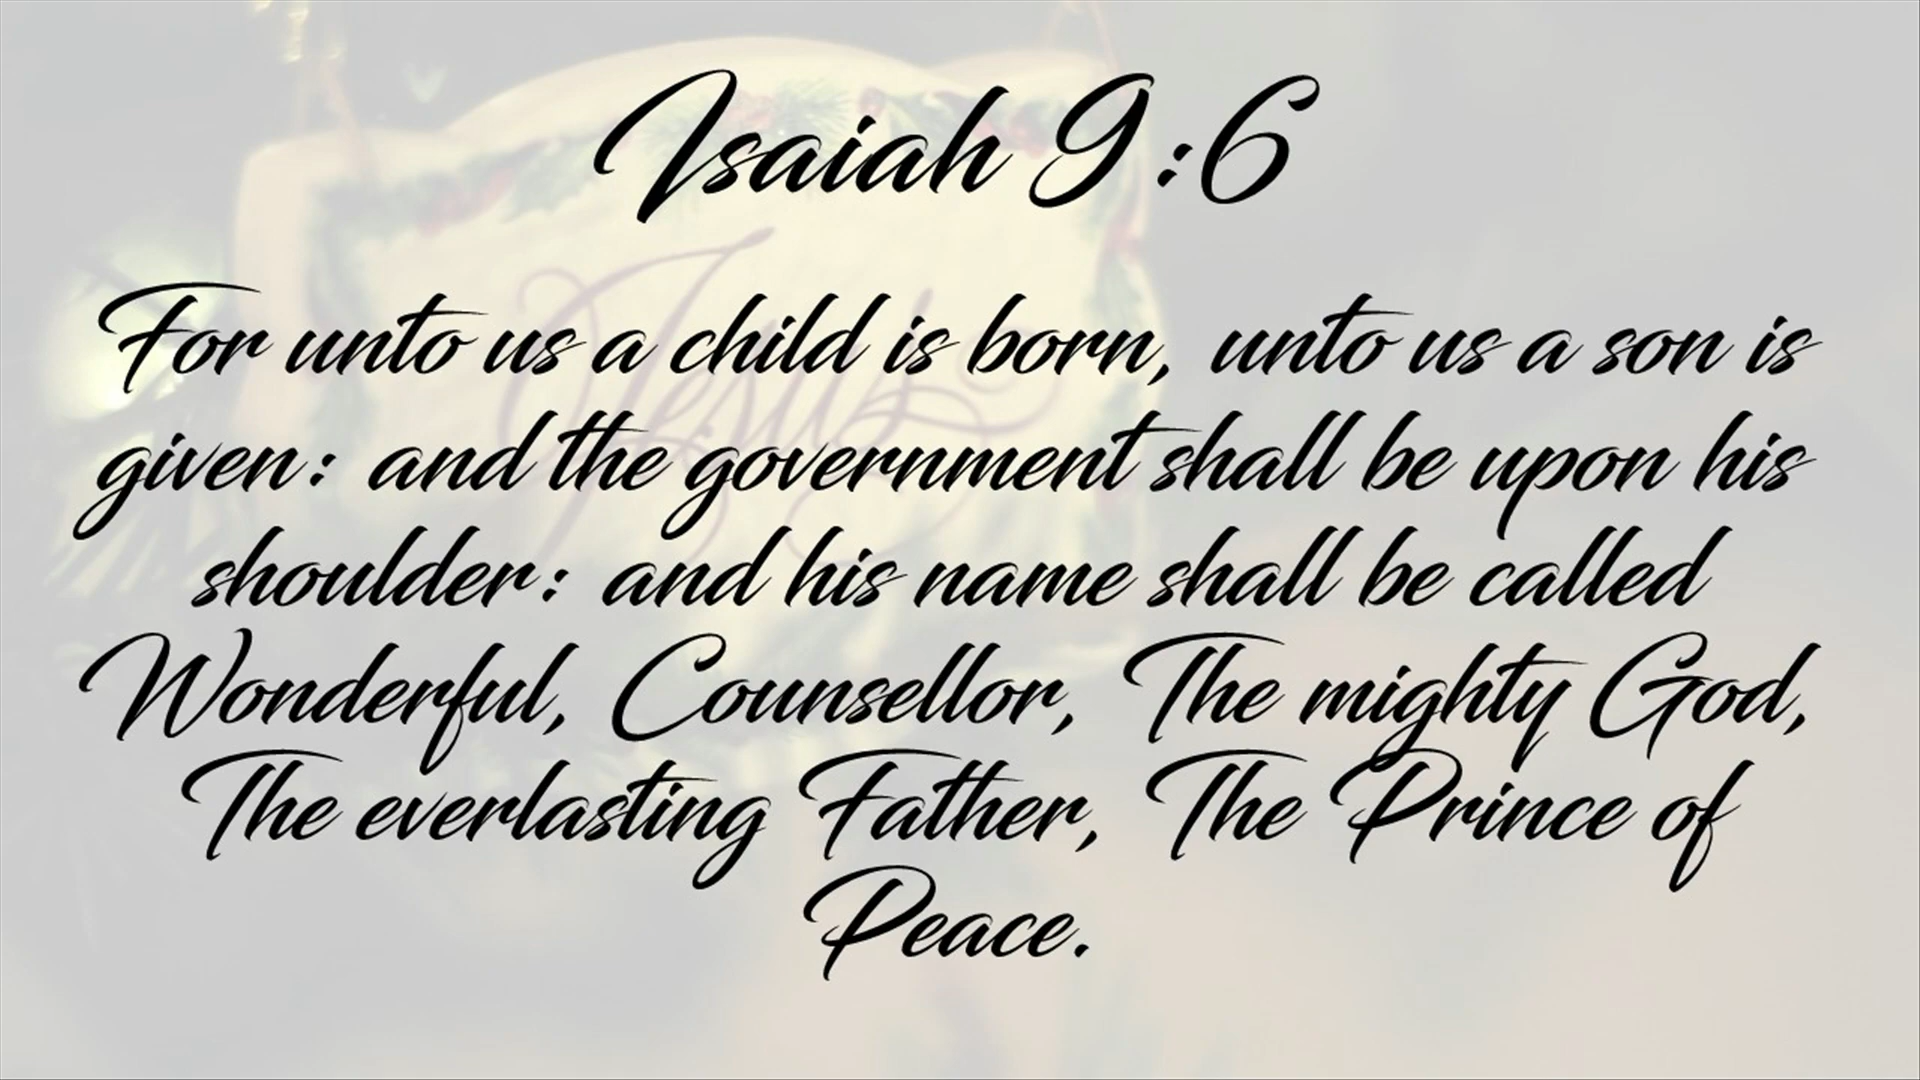 Isaiah 9:6
Jesus
For unto us a child is born, unto us a son is
given: and the government shall be upon his
shoulder: and his name shall be called
Wonderful, Counsellor, The mighty God,
The everlasting Father, The Prince of
Peace.